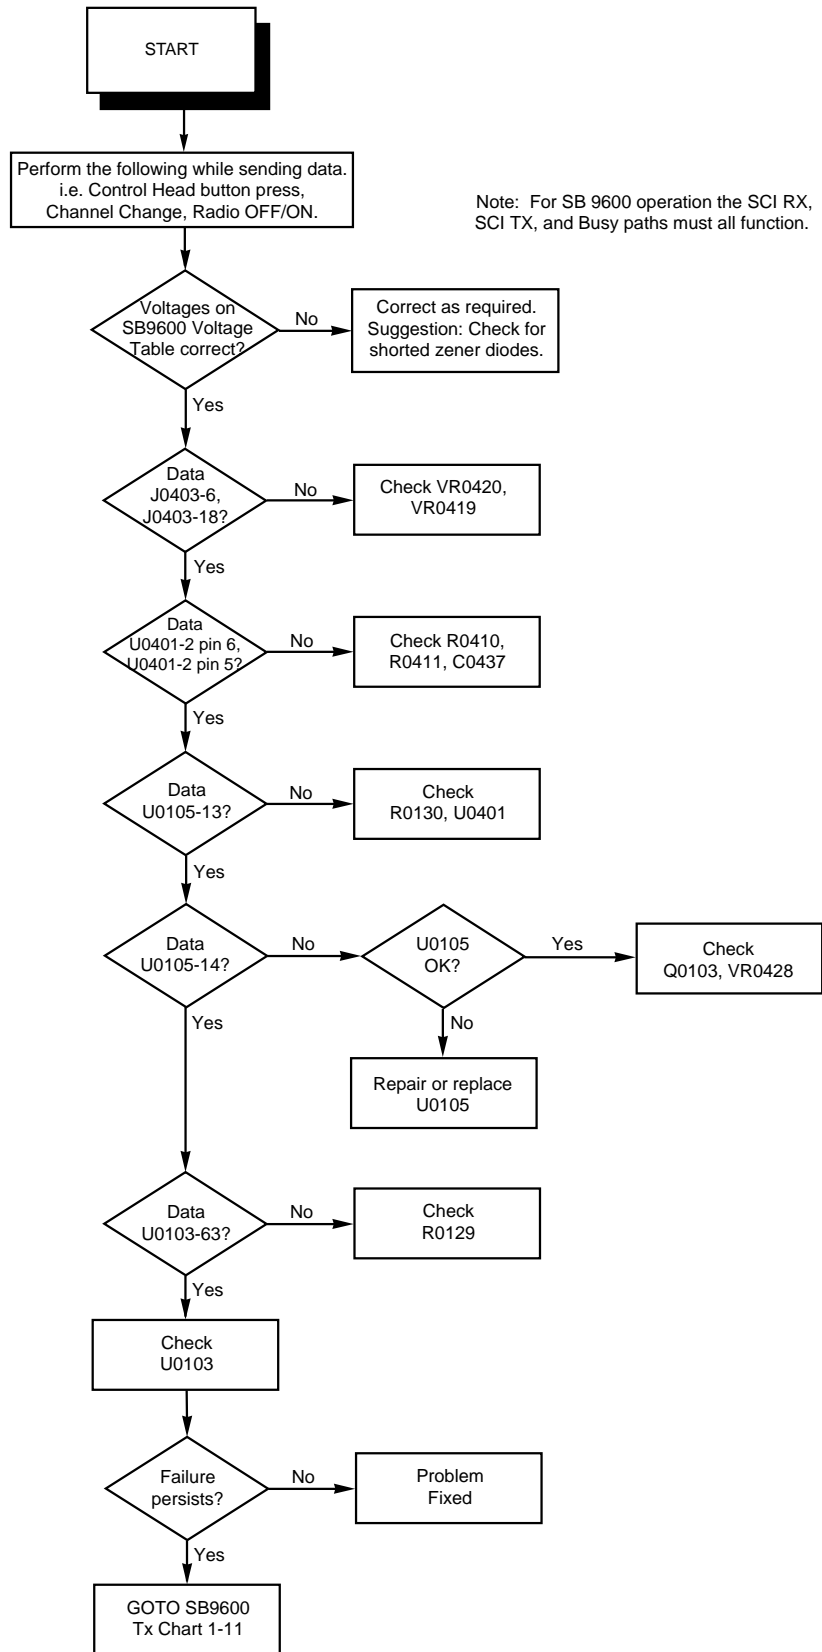 START
Perform the following while sending data.
i.e. Control Head button press,
Channel Change, Radio OFF/ON.
Note: For SB 9600 operation the SCI RX,
SCI TX, and Busy paths must all function.
Voltages on
SB9600 Voltage
Table correct?
No
Correct as required.
Suggestion: Check for
shorted zener diodes.
Yes
Data
J0403-6,
J0403-18?
No
Check VR0420,
VR0419
Yes
Data
U0401-2 pin 6,
U0401-2 pin 5?
No
Check R0410,
R0411, C0437
Yes
Data
U0105-13?
No
Check
R0130, U0401
Yes
Data
U0105-14?
No
U0105
OK?
Yes
Check
Q0103, VR0428
No
Repair or replace
U0105
Yes
Data
U0103-63?
No
Check
R0129
Yes
Check
U0103
Failure
persists?
No
Problem
Fixed
Yes
GOTO SB9600
Tx Chart 1-11